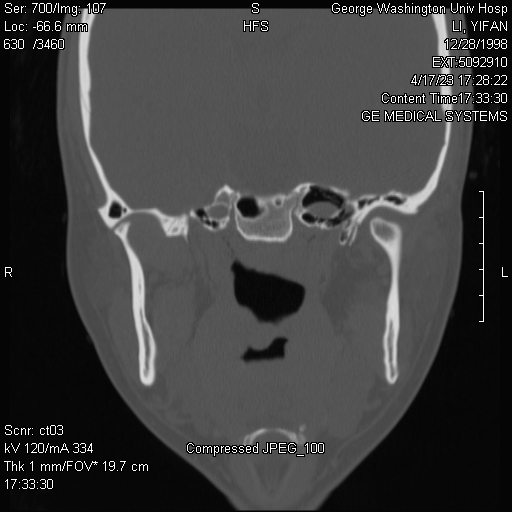 Ser: 700/Img: 107
Loc: -66.6 mm
630 /3460
S
HFS
George Washington Univ Hosp
LI, YIFAN
12/28/1998
EXT:5092910
4/17/23 17:28:22
Content Time17:33:30
GE MEDICAL SYSTEMS
R
L
Scnr: ct03
kV 120/mA 334
Thk 1 mm/FOV* 19.7 cm
17:33:30
Compressed JPEG_100